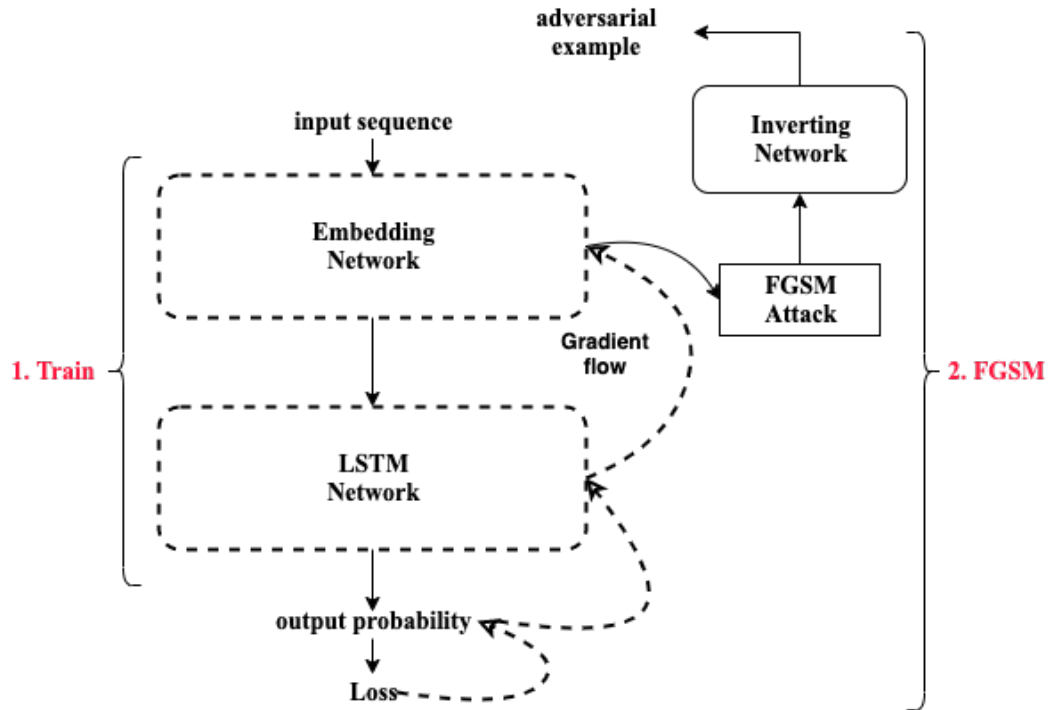 adversarial
example
input sequence
Inverting
Network
Embedding
Network
FGSM
Attack
Gradient
flow
1. Train
2. FGSM
LSTM
Network
output probability
Loss